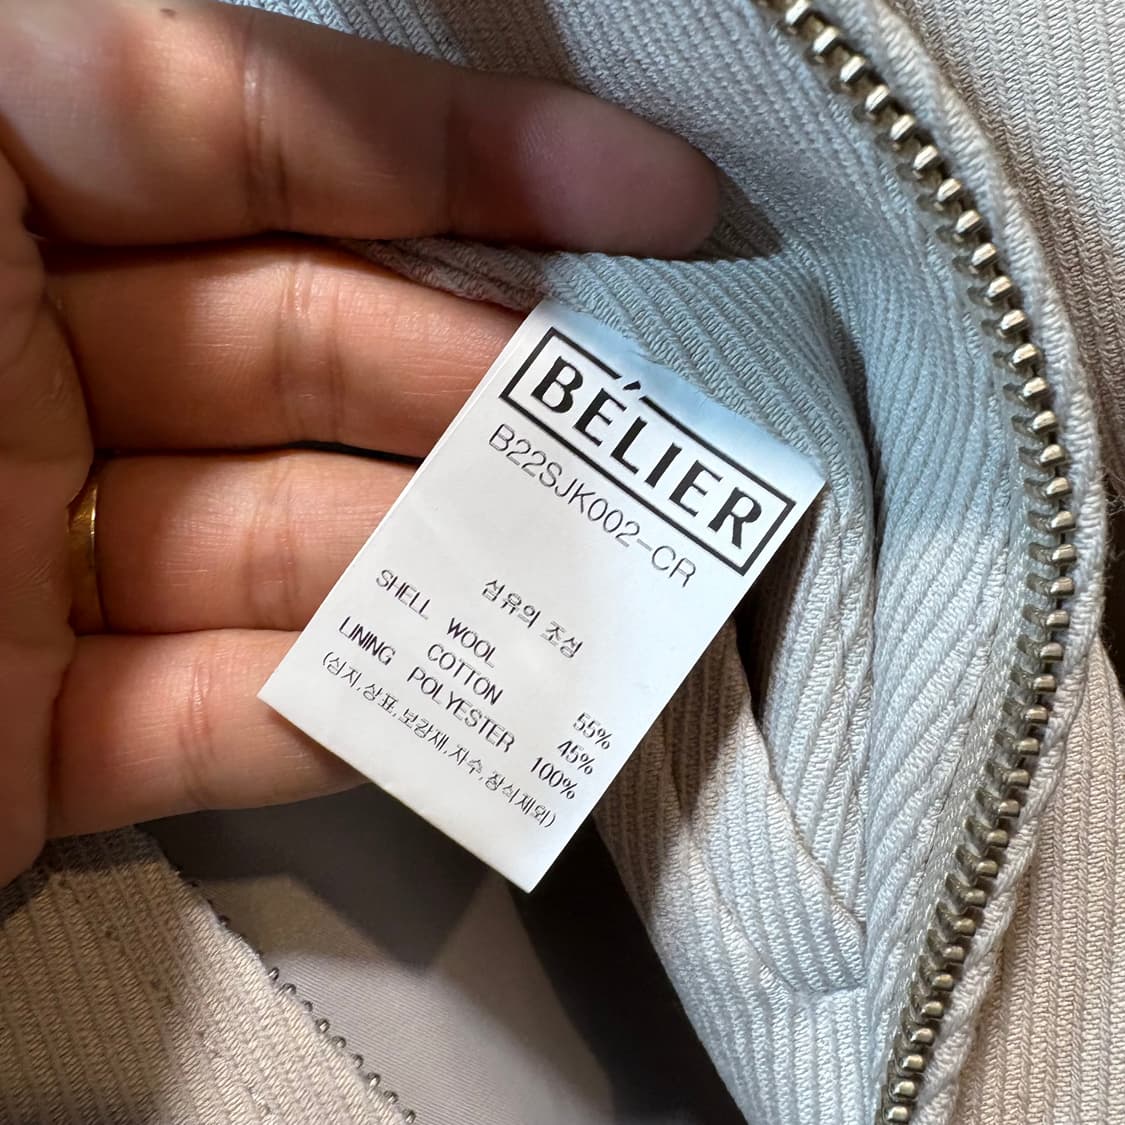 BÉLIER
B22SJK002-CR
섬유의 조성
SHELL WOOL 55%
COTTON 45%
LINING POLYESTER 100%
(심지,상표,보강재,자수,장식제외)